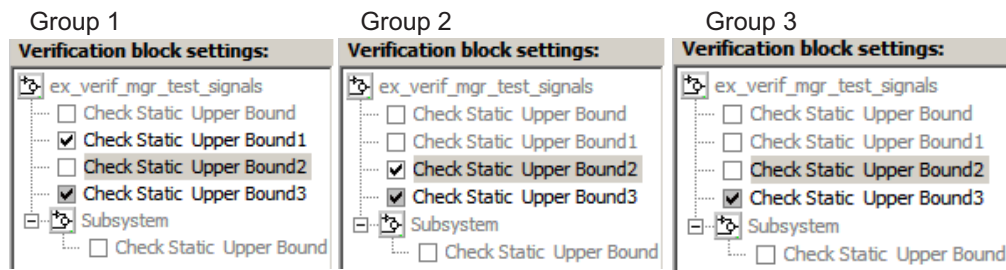 Group 1
Verification block settings:
ex_verif_mgr_test_signals
Check Static Upper Bound
Check Static Upper Bound1
Check Static Upper Bound2
Check Static Upper Bound3
Subsystem
Check Static Upper Bound
Group 2
Verification block settings:
ex_verif_mgr_test_signals
Check Static Upper Bound
Check Static Upper Bound1
Check Static Upper Bound2
Check Static Upper Bound3
Subsystem
Check Static Upper Bound
Group 3
Verification block settings:
ex_verif_mgr_test_signals
Check Static Upper Bound
Check Static Upper Bound1
Check Static Upper Bound2
Check Static Upper Bound3
Subsystem
Check Static Upper Bound